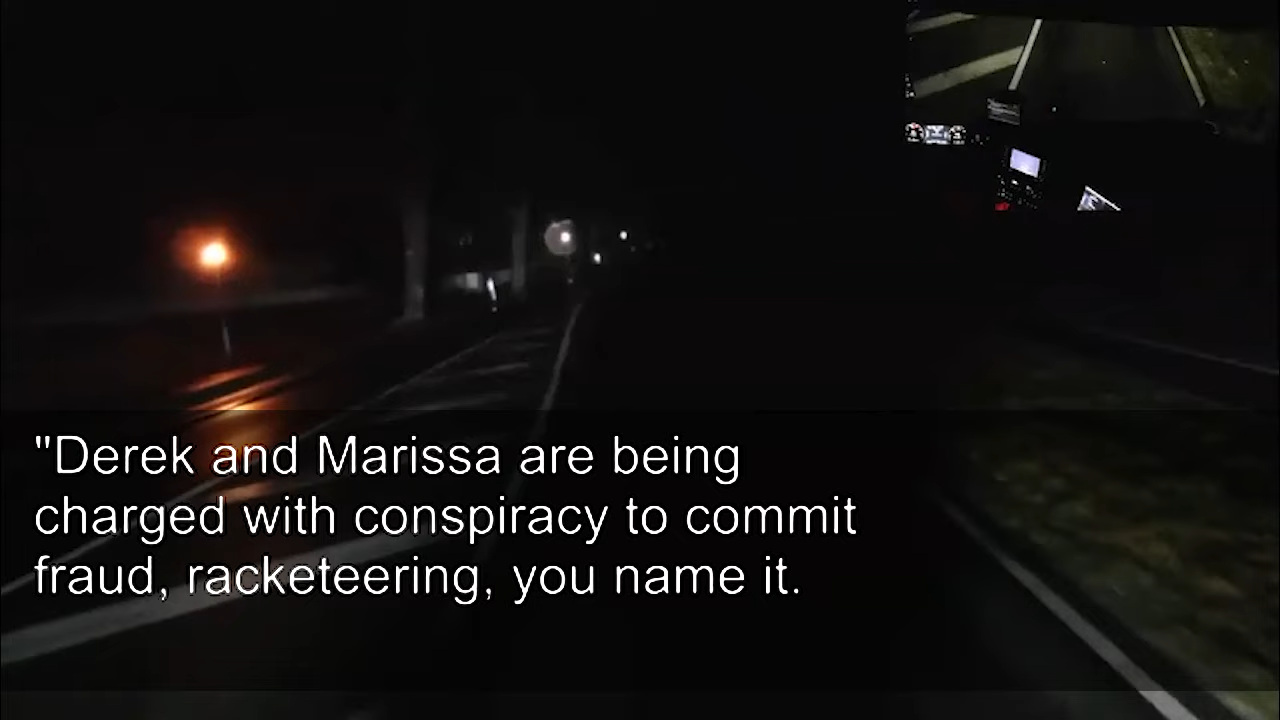 "Derek and Marissa are being
charged with conspiracy to commit
fraud, racketeering, you name it.